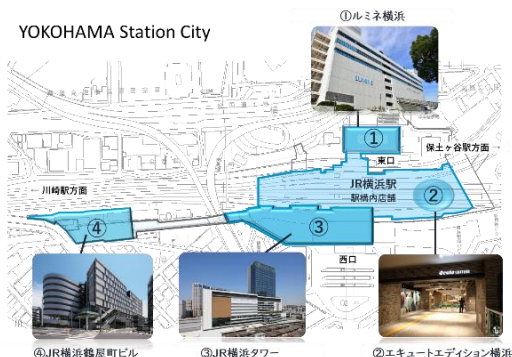 YOKOHAMA Station City
①ルミネ横浜
①
東口
保土ヶ谷駅方面
川崎駅方面
JR横浜駅
駅構内店舗
②
③
④
西口
④JR横浜鶴屋町ビル
③JR横浜タワー
②エキュートエディション横浜